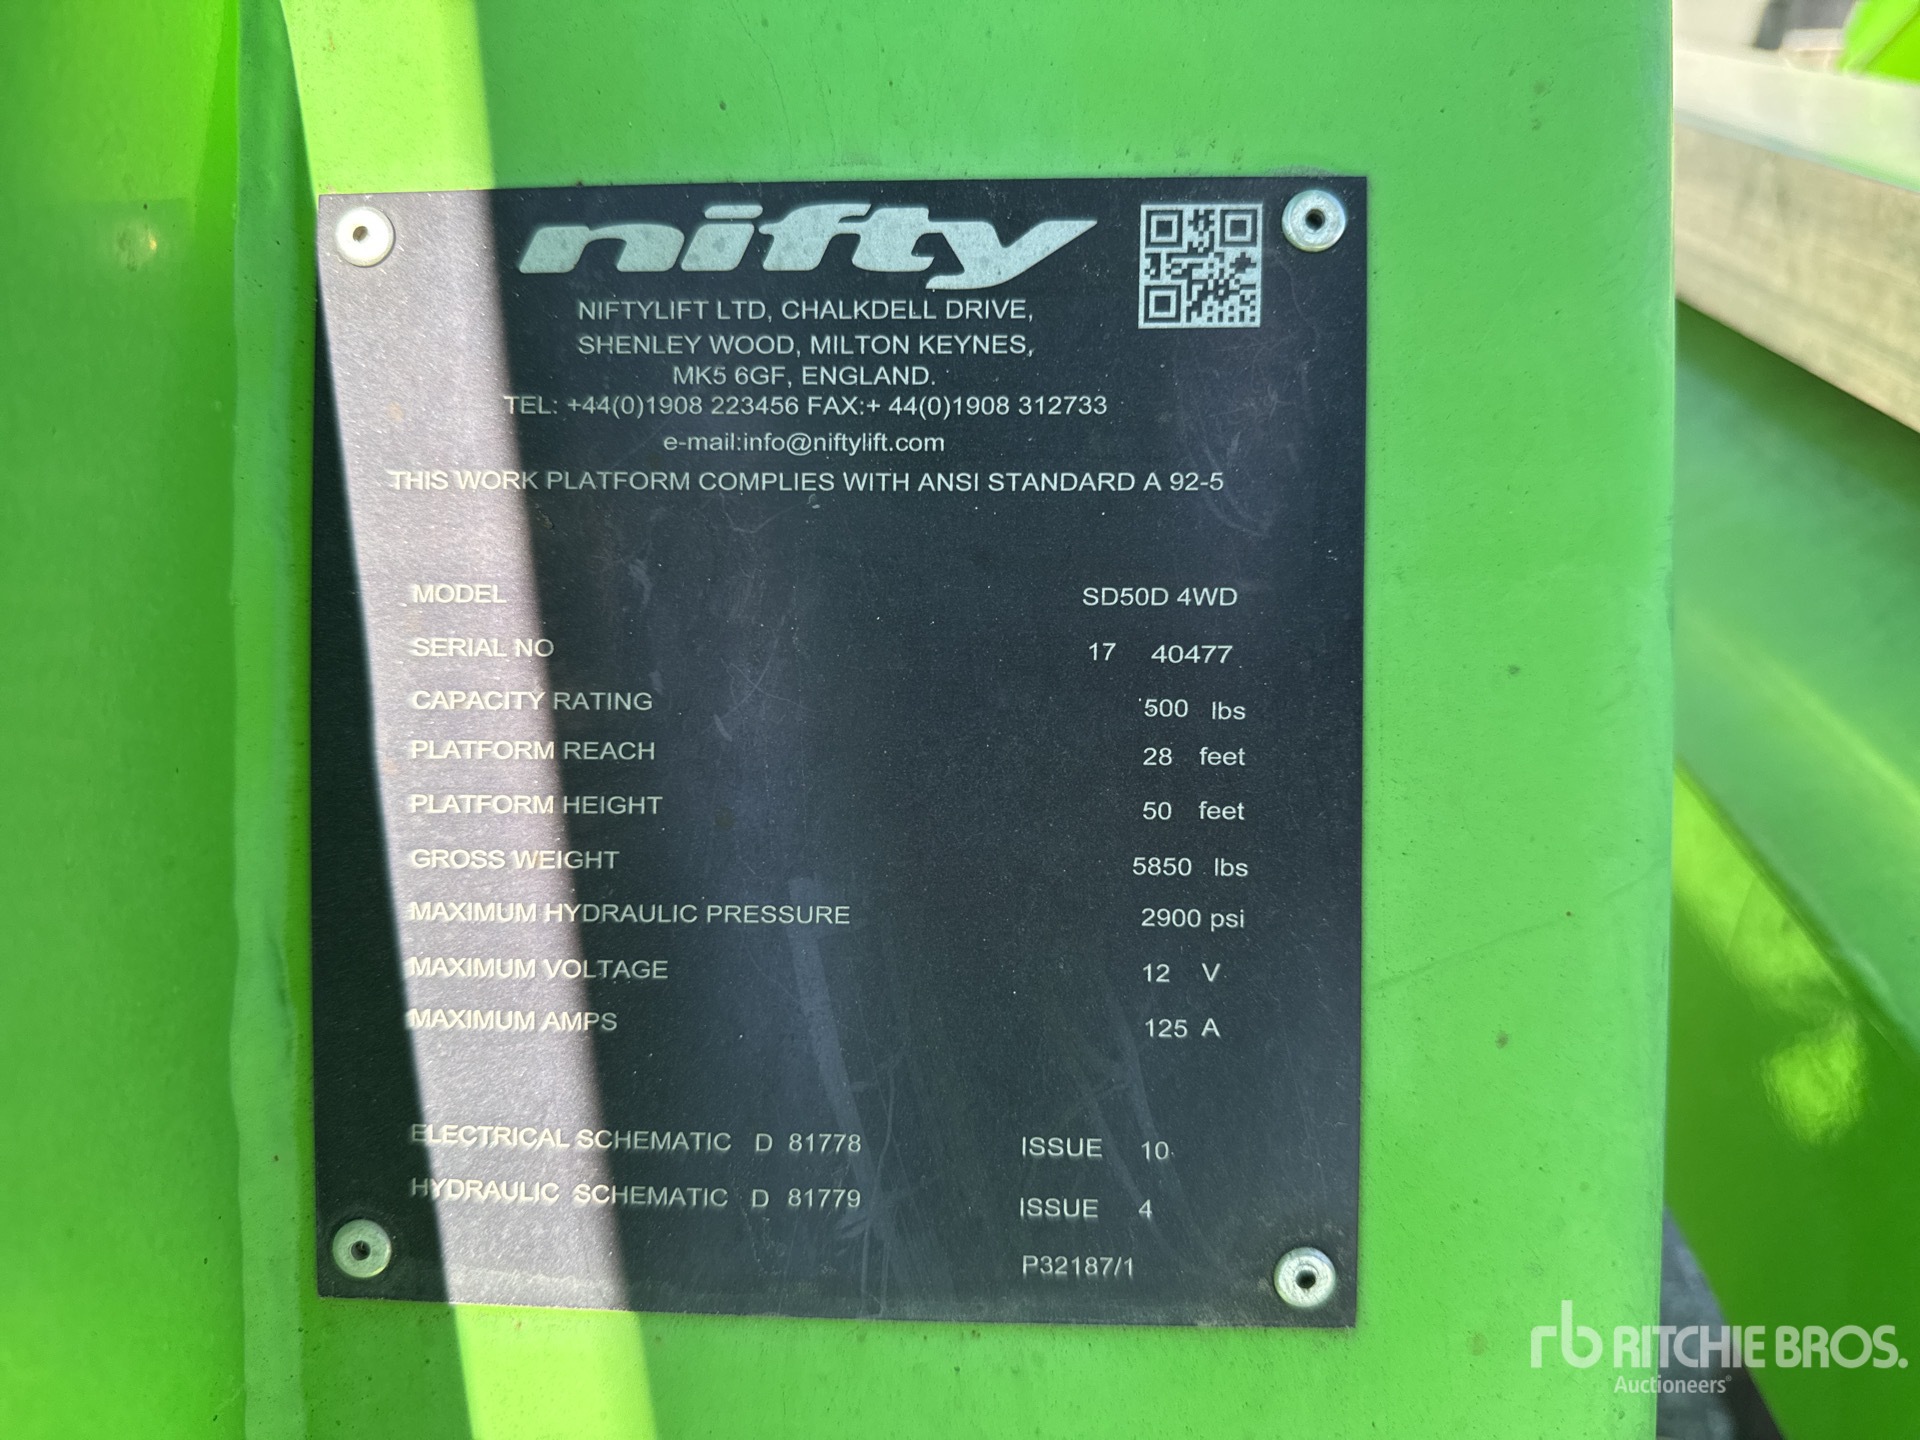 nifty
NIFTYLIFT LTD, CHALKDELL DRIVE,
SHENLEY WOOD, MILTON KEYNES,
MK5 6GF, ENGLAND.
TEL: +44(0)1908 223456 FAX:+ 44(0)1908 312733
e-mail:info@niftylift.com
THIS WORK PLATFORM COMPLIES WITH ANSI STANDARD A 92-5
MODEL SD50D 4WD
SERIAL NO 17 40477
CAPACITY RATING 500 lbs
PLATFORM REACH 28 feet
PLATFORM HEIGHT 50 feet
GROSS WEIGHT 5850 lbs
MAXIMUM HYDRAULIC PRESSURE 2900 psi
MAXIMUM VOLTAGE 12 V
MAXIMUM AMPS 125 A
ELECTRICAL SCHEMATIC D 81778 ISSUE 10
HYDRAULIC SCHEMATIC D 81779 ISSUE 4
P32187/1
rb RITCHIE BROS.
Auctioneers